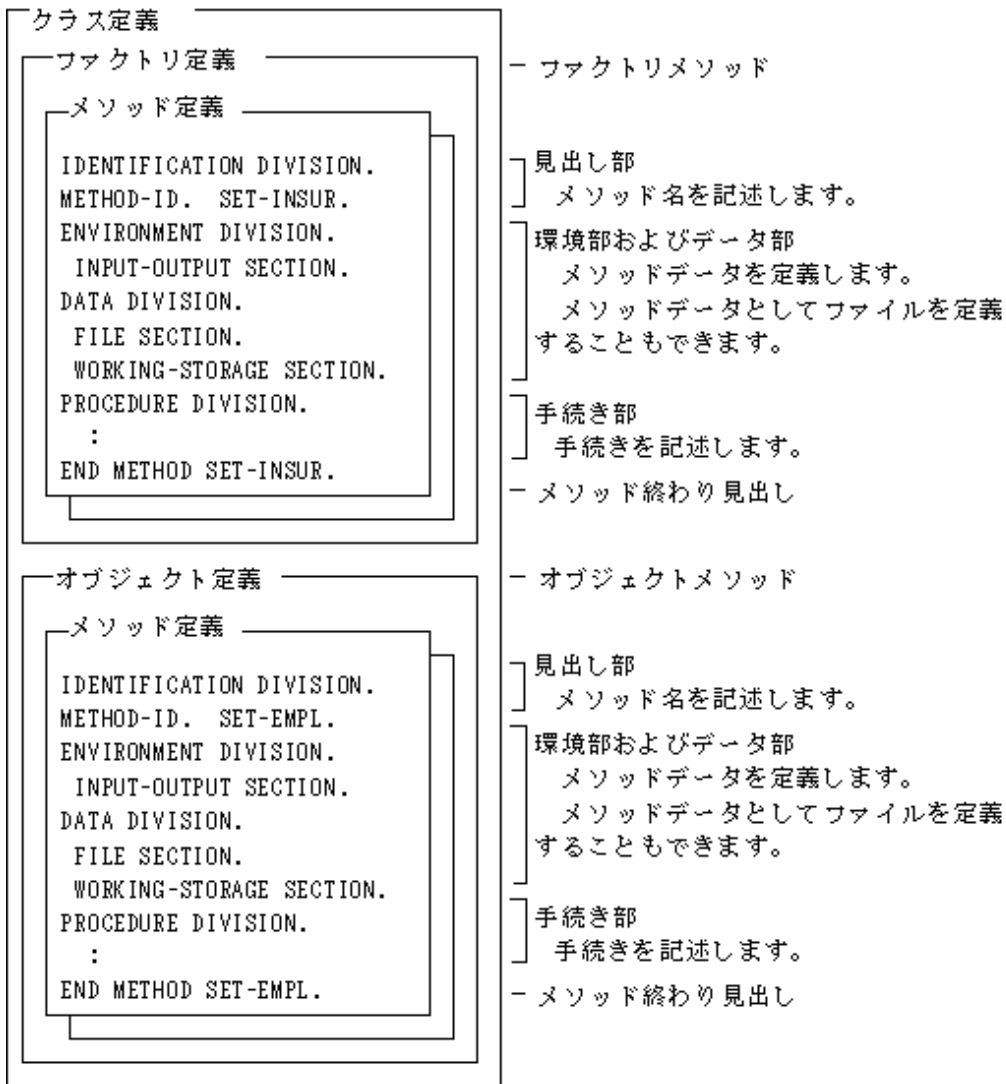 クラス定義
ファクトリ定義
ーファクトリメソッド
メソッド定義
IDENTIFICATION DIVISION.
見出し部
METHOD-ID. SET-INSUR.
メソッド名を記述します。
ENVIRONMENT DIVISION.
環境部およびデータ部
INPUT-OUTPUT SECTION.
メソッドデータを定義します。
DATA DIVISION.
メソッドデータとしてファイルを定義
FILE SECTION.
することもできます。
WORKING-STORAGE SECTION.
PROCEDURE DIVISION.
手続き部
:
手続きを記述します。
END METHOD SET-INSUR.
ーメソッド終わり見出し
オブジェクト定義
ーオブジェクトメソッド
メソッド定義
IDENTIFICATION DIVISION.
見出し部
METHOD-ID. SET-EMPL.
メソッド名を記述します。
ENVIRONMENT DIVISION.
環境部およびデータ部
INPUT-OUTPUT SECTION.
メソッドデータを定義します。
DATA DIVISION.
メソッドデータとしてファイルを定義
FILE SECTION.
することもできます。
WORKING-STORAGE SECTION.
PROCEDURE DIVISION.
手続き部
:
手続きを記述します。
END METHOD SET-EMPL.
ーメソッド終わり見出し